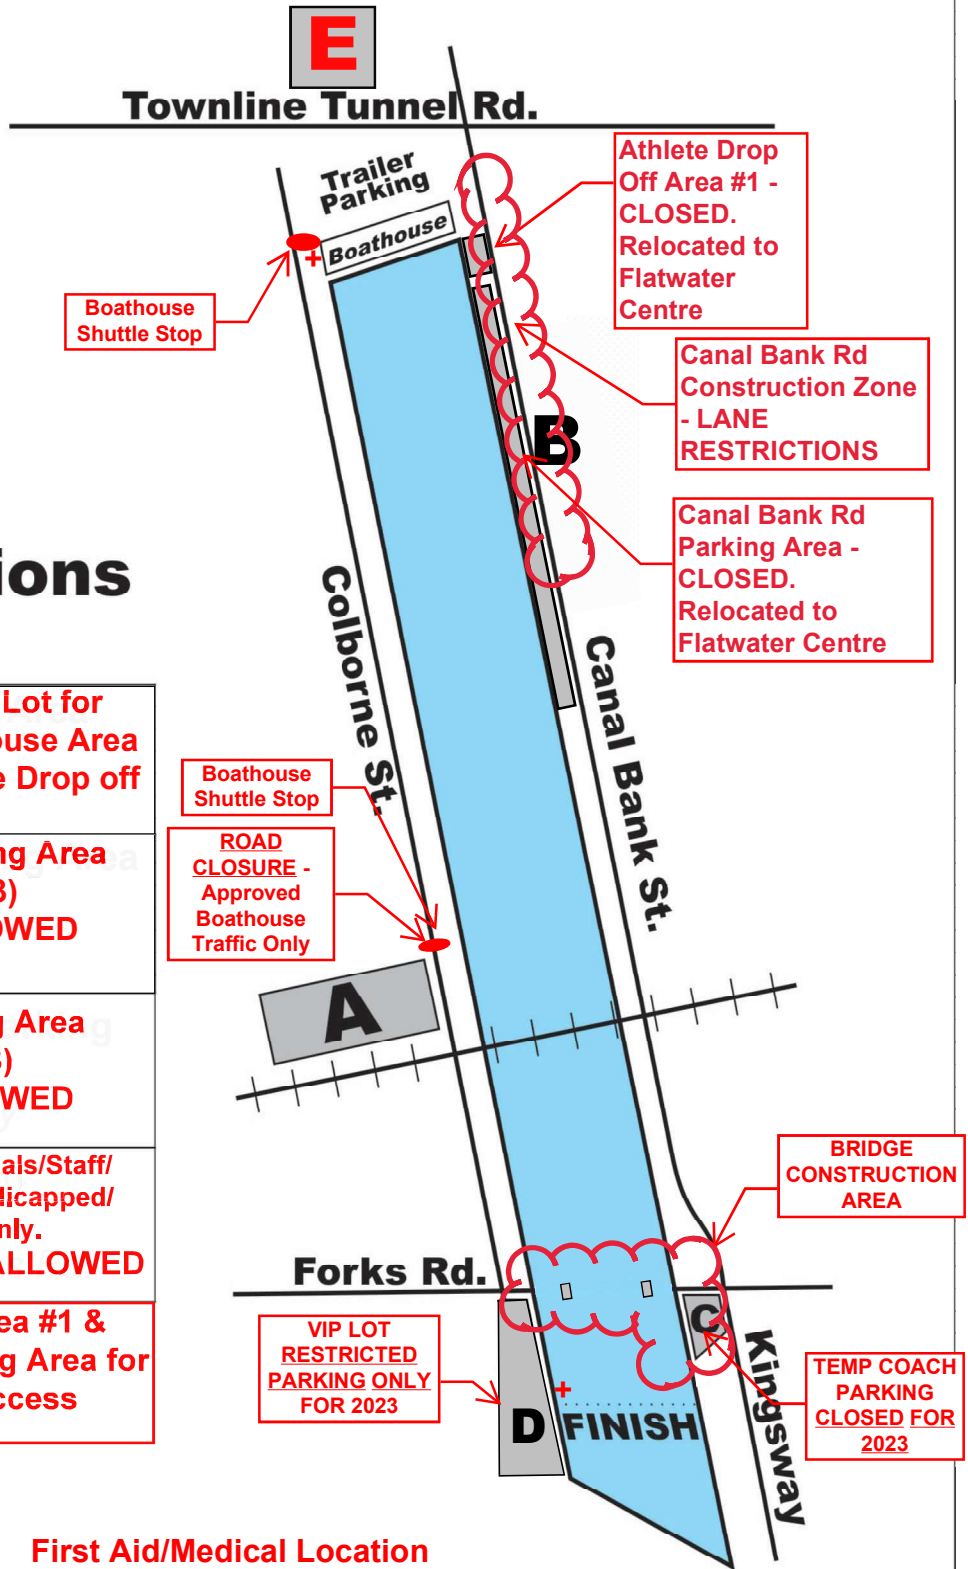 E
Townline Tunnel Rd.
Trailer
Parking
Boathouse
Athlete Drop
Off Area #1 -
CLOSED.
Relocated to
Flatwater
Centre
Boathouse
Shuttle Stop
Canal Bank Rd
Construction Zone
- LANE
RESTRICTIONS
B
Canal Bank Rd
Parking Area -
CLOSED.
Relocated to
Flatwater Centre
ions
Colborne St.
Canal Bank St.
Lot for
ouse Area
e Drop off
Boathouse
Shuttle Stop
ROAD
CLOSURE -
Approved
Boathouse
Traffic Only
ng Area
3)
OWED
A
g Area
S)
WED
BRIDGE
CONSTRUCTION
AREA
als/Staff/
dicapped/
nly.
ALLOWED
Forks Rd.
C
Kingsway
ea #1 &
g Area for
ccess
VIP LOT
RESTRICTED
PARKING ONLY
FOR 2023
TEMP COACH
PARKING
CLOSED FOR
2023
D
FINISH
First Aid/Medical Location